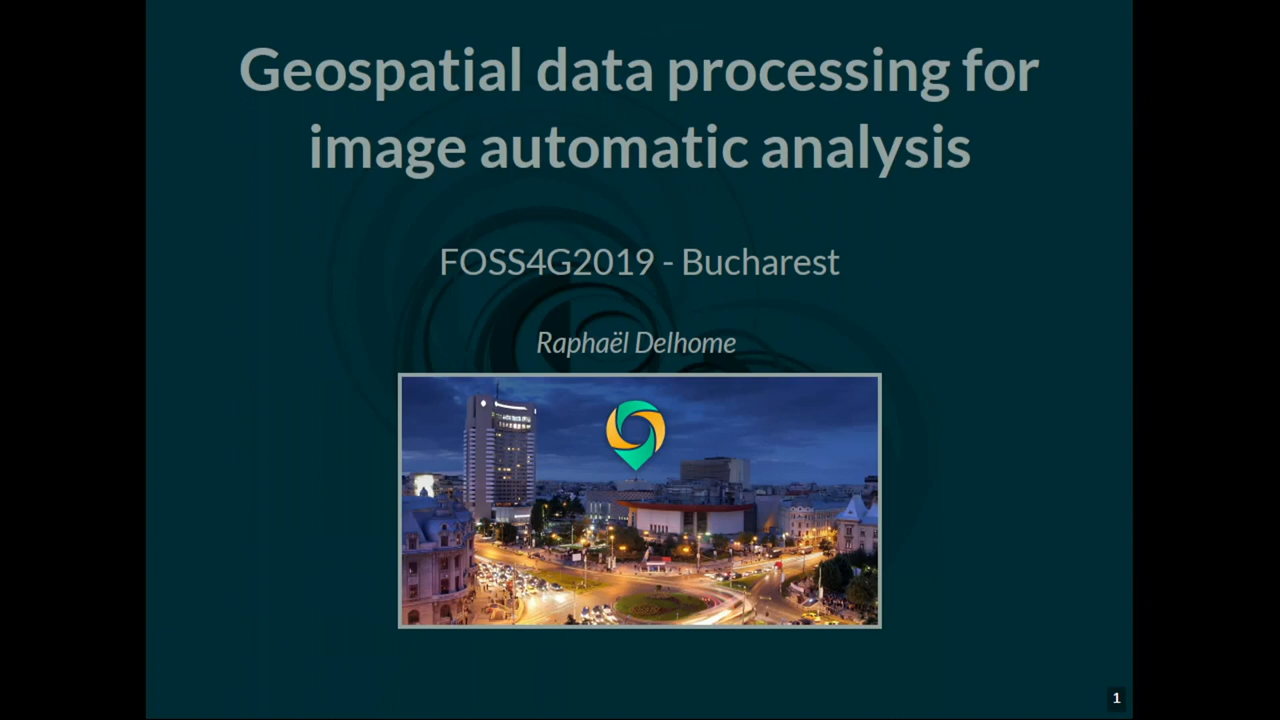 Geospatial data processing for
image automatic analysis
FOSS4G2019 - Bucharest
Raphaël Delhome
1